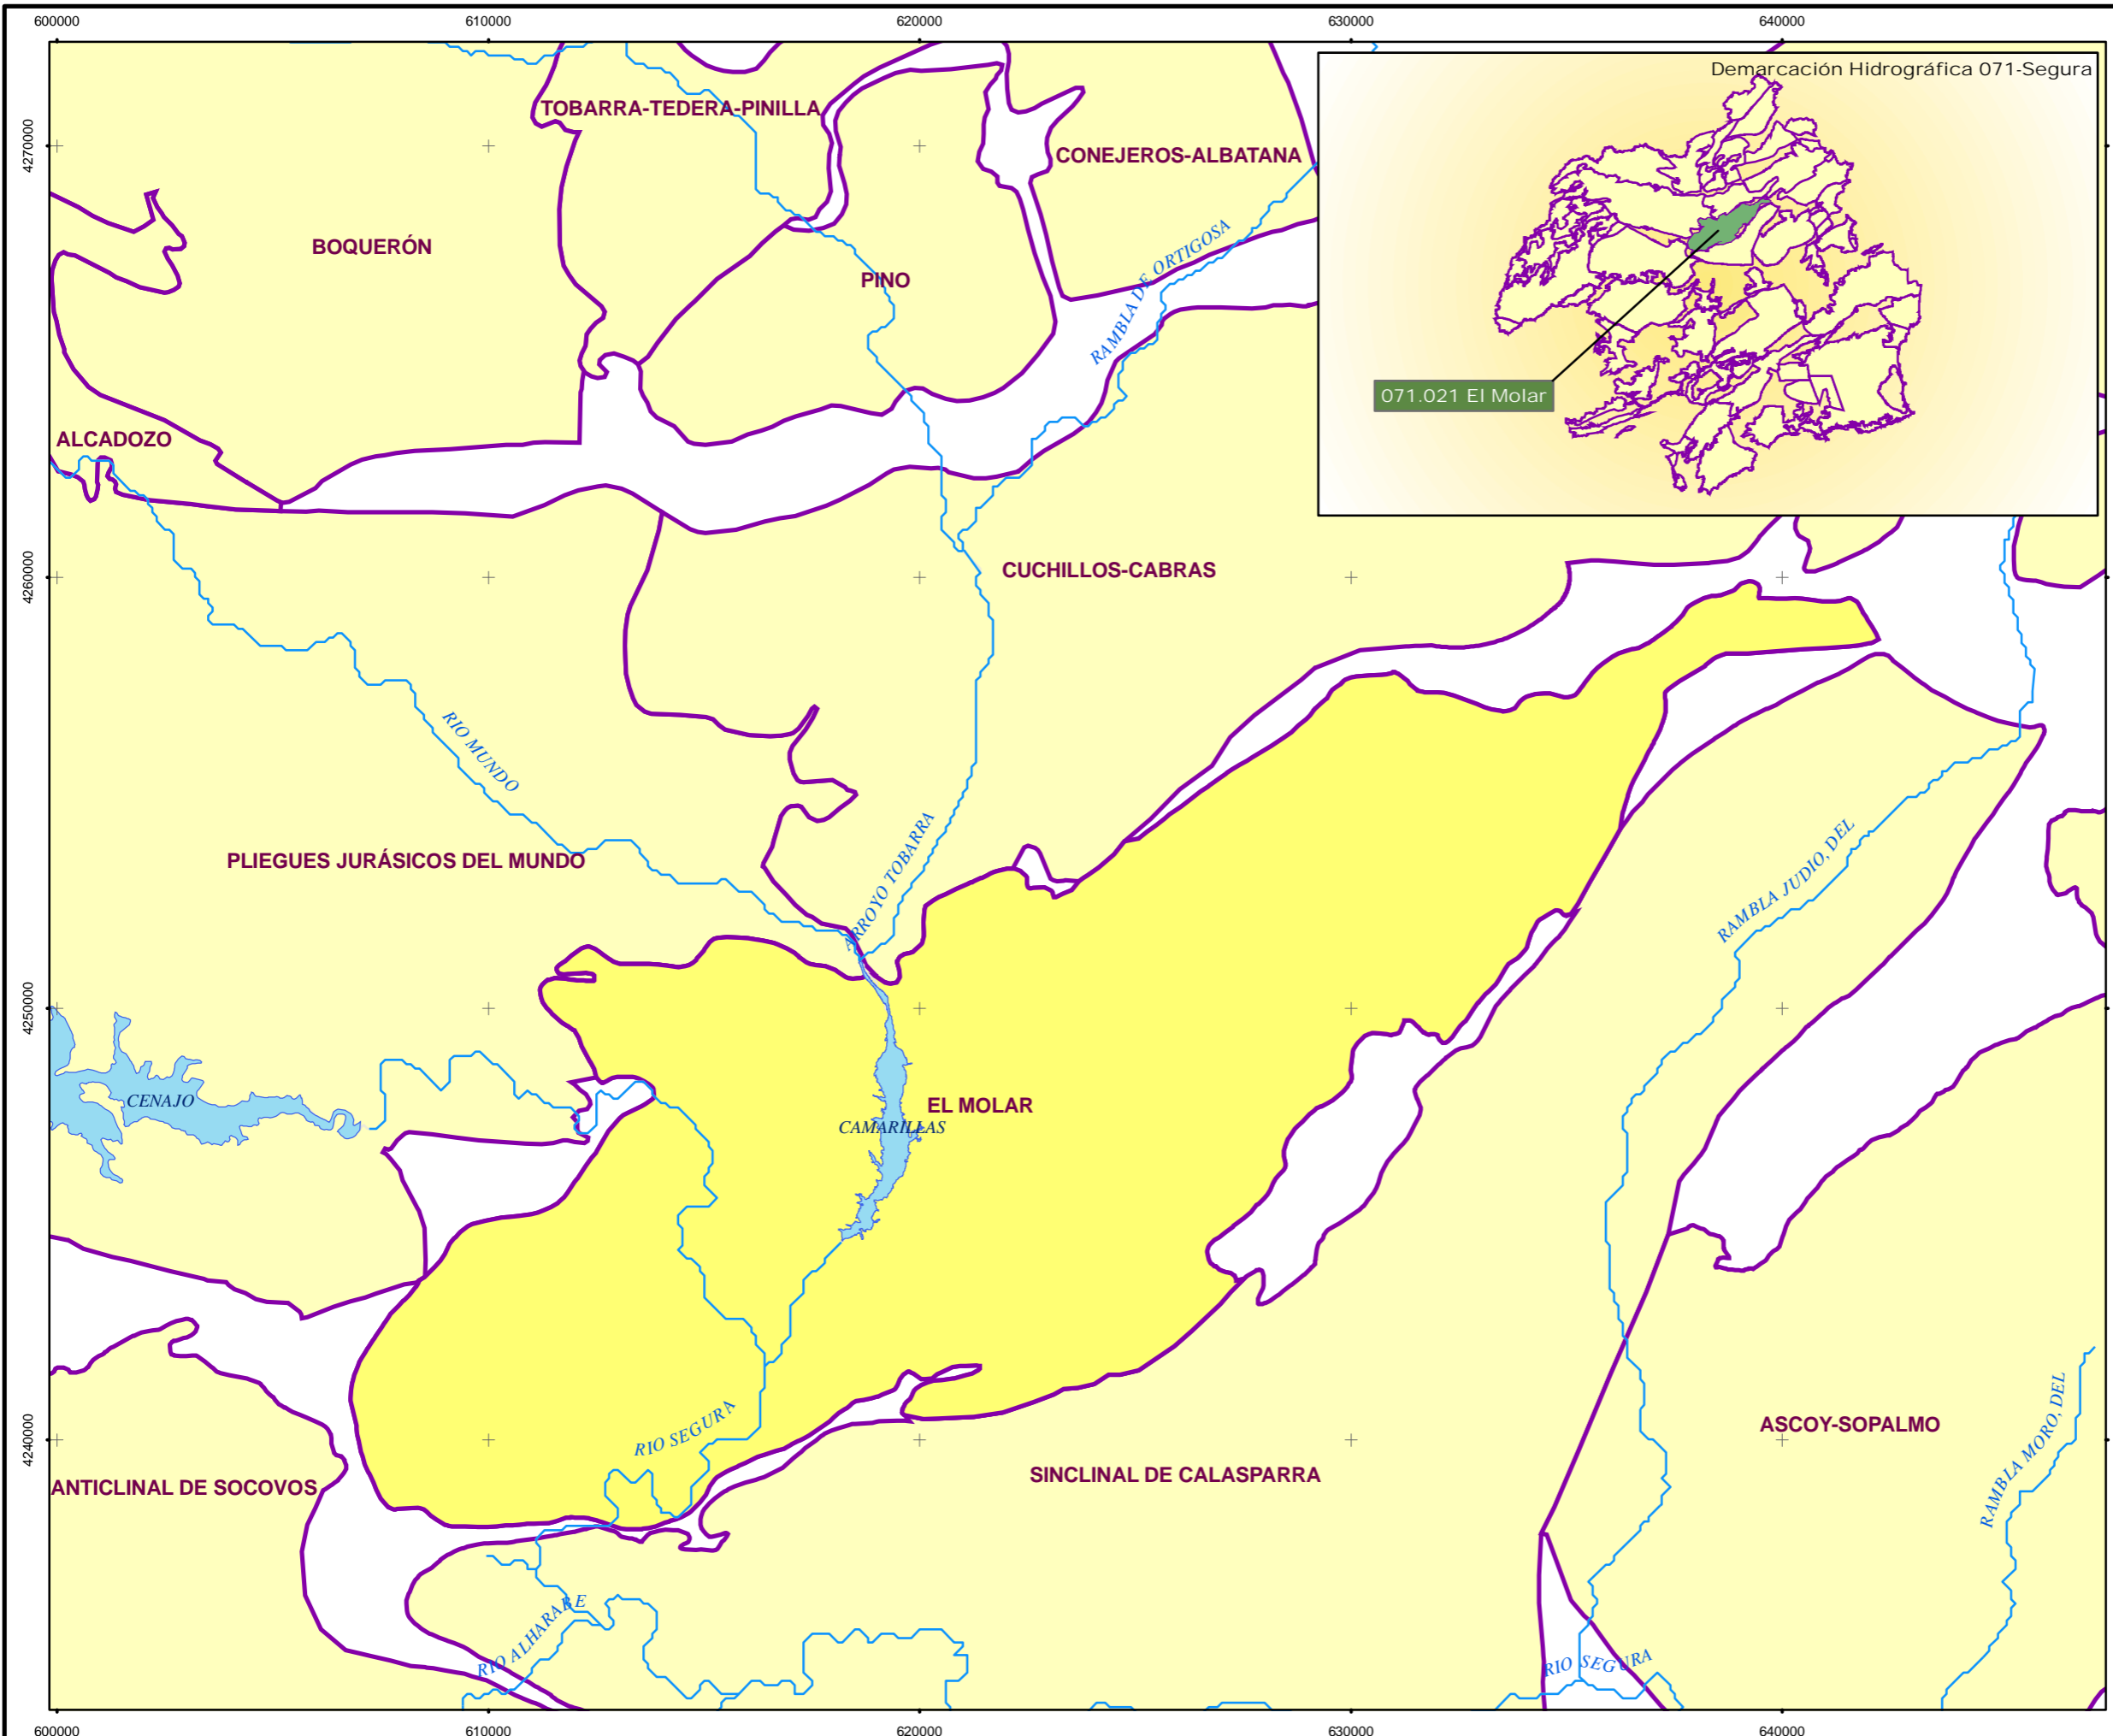 600000
610000
620000
630000
640000
Demarcación Hidrográfica 071-Segura
TOBARRA-TEDERA-PINILLA
4270000
CONEJEROS-ALBATANA
BOQUERÓN
PINO
RAMBLA DE ORTIGOSA
071.021 El Molar
ALCADOZO
4260000
CUCHILLOS-CABRAS
RIO MUNDO
PLIEGUES JURÁSICOS DEL MUNDO
ARROYO TOBARRA
RAMBLA JUDIO, DEL
4250000
CENAJO
EL MOLAR
CAMARILLAS
4240000
RIO SEGURA
ASCOY-SOPALMO
RAMBLA MORO, DEL
ANTICLINAL DE SOCOVOS
SINCLINAL DE CALASPARRA
RIO ALHARABE
RIO SEGURA
600000
610000
620000
630000
640000